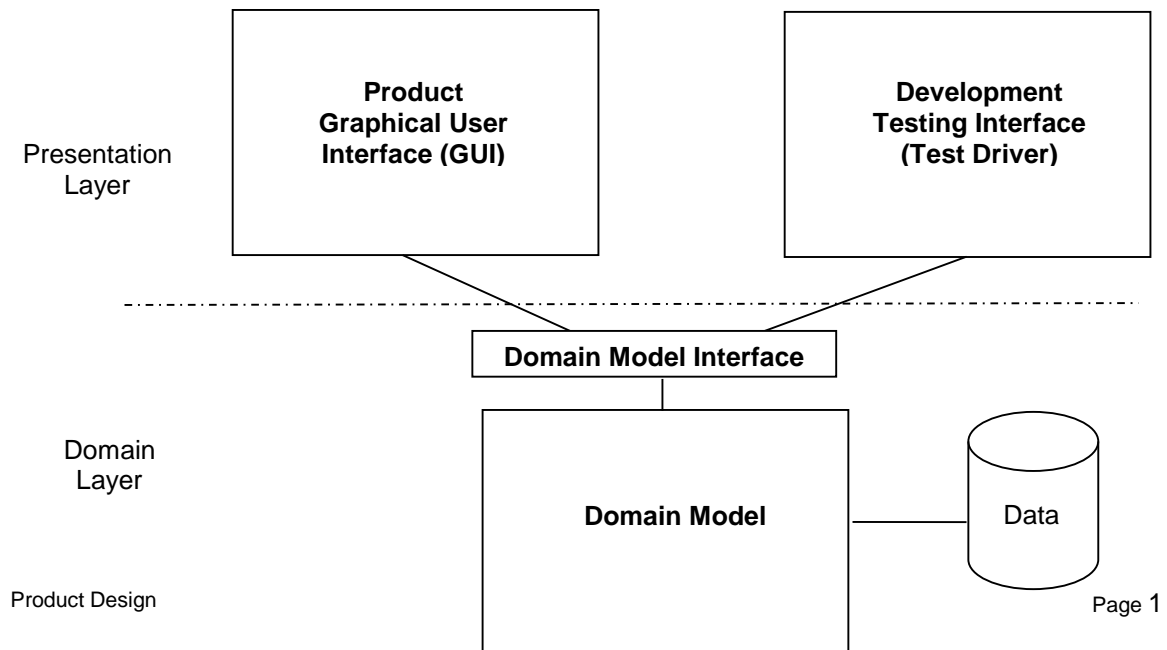 Product
Graphical User
Interface (GUI)
Development
Testing Interface
(Test Driver)
Presentation
Layer
Domain Model Interface
Domain
Layer
Domain Model
Data
Product Design
Page 1